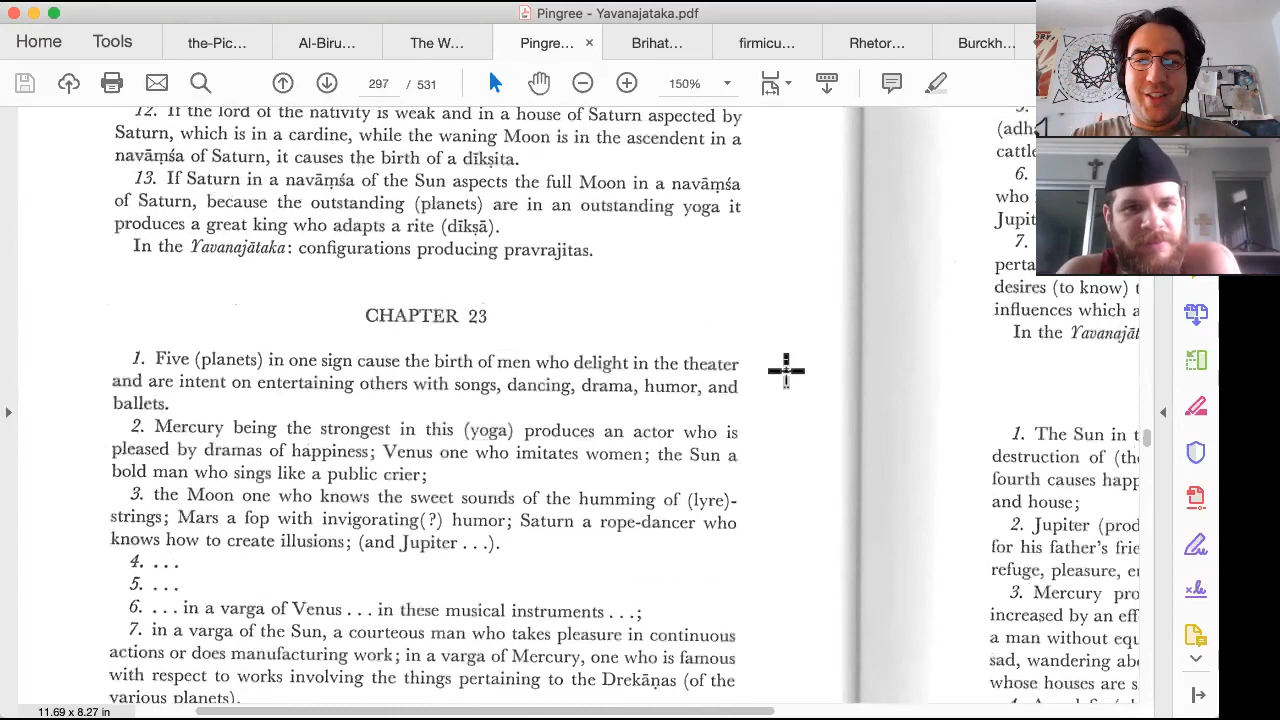 Pingree - Yavanajataka.pdf
Home Tools the-Pic... Al-Biru... The W... Pingre... × Brihat... firmicu... Rhetor... Burckh
297 / 531 150%
12. If the lord of the nativity is weak and in a house of Saturn aspected by
Saturn, which is in a cardine, while the waning Moon is in the ascendent in a
navāṃśa of Saturn, it causes the birth of a dīkṣita.
13. If Saturn in a navāṃśa of the Sun aspects the full Moon in a navāṃśa
of Saturn, because the outstanding (planets) are in an outstanding yoga it
produces a great king who adapts a rite (dīkṣā).
In the Yavanajātaka: configurations producing pravrajitas.
CHAPTER 23
1. Five (planets) in one sign cause the birth of men who delight in the theater
and are intent on entertaining others with songs, dancing, drama, humor, and
ballets.
2. Mercury being the strongest in this (yoga) produces an actor who is
pleased by dramas of happiness; Venus one who imitates women; the Sun a
bold man who sings like a public crier;
3. the Moon one who knows the sweet sounds of the humming of (lyre)-
strings; Mars a fop with invigorating(?) humor; Saturn a rope-dancer who
knows how to create illusions; (and Jupiter . . .).
4. . . .
5. . . .
6. . . . in a varga of Venus . . . in these musical instruments . . .;
7. in a varga of the Sun, a courteous man who takes pleasure in continuous
actions or does manufacturing work; in a varga of Mercury, one who is famous
with respect to works involving the things pertaining to the Drekāṇas (of the
various planets).
(adh
cattle
6.
who
Jupit
7.
perta
desires (to know) t
influences which a
In the Yavanajāt
1. The Sun in t
destruction of (the
fourth causes happ
and house;
2. Jupiter (prod
for his father's frie
refuge, pleasure, en
3. Mercury pro
increased by an eff
a man without equ
sad, wandering abo
whose houses are s
11.69 x 8.27 in